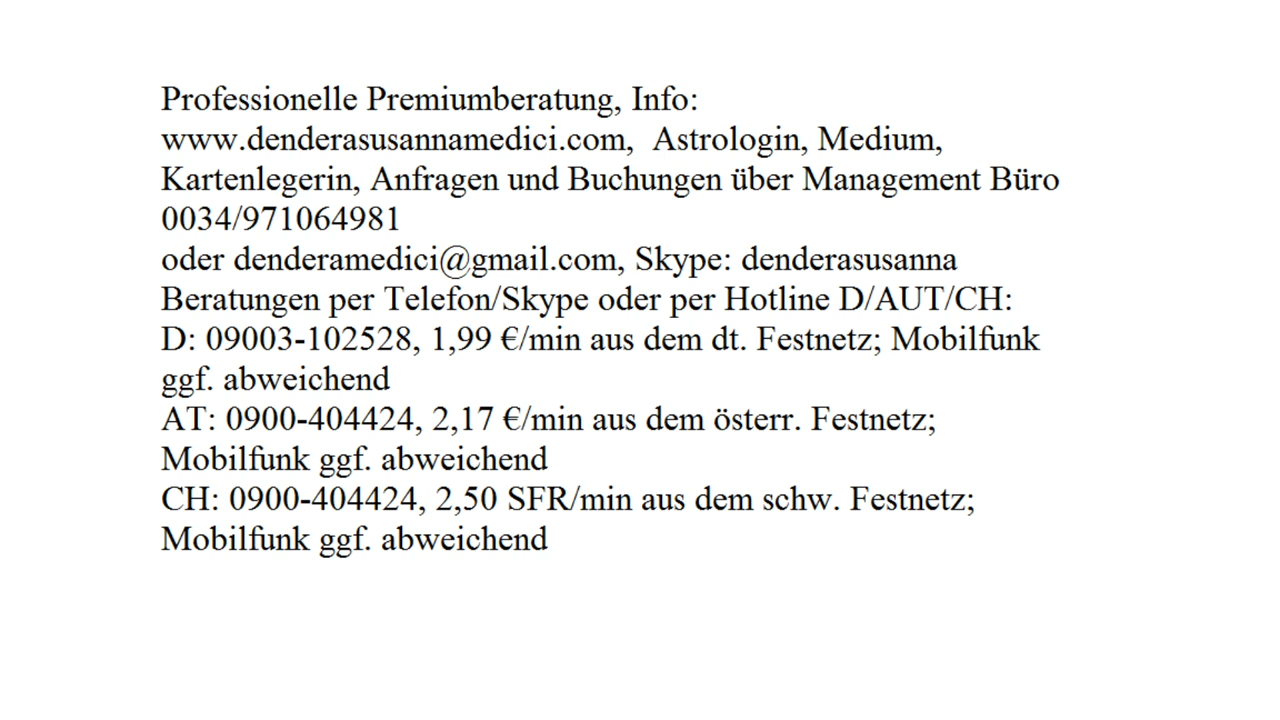 Professionelle Premiumberatung, Info:
www.denderasusannamedici.com,  Astrologin, Medium,
Kartenlegerin, Anfragen und Buchungen über Management Büro
0034/971064981
oder denderamedici@gmail.com, Skype: denderasusanna
Beratungen per Telefon/Skype oder per Hotline D/AUT/CH:
D: 09003-102528, 1,99 €/min aus dem dt. Festnetz; Mobilfunk
ggf. abweichend
AT: 0900-404424, 2,17 €/min aus dem österr. Festnetz;
Mobilfunk ggf. abweichend
CH: 0900-404424, 2,50 SFR/min aus dem schw. Festnetz;
Mobilfunk ggf. abweichend